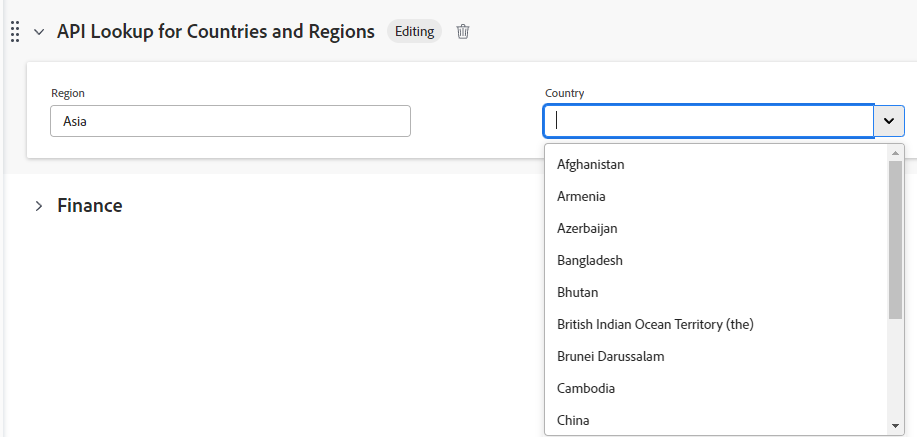 API Lookup for Countries and Regions Editing
Region
Asia
Country
Afghanistan
Armenia
Azerbaijan
Bangladesh
Bhutan
British Indian Ocean Territory (the)
Brunei Darussalam
Cambodia
China
Finance